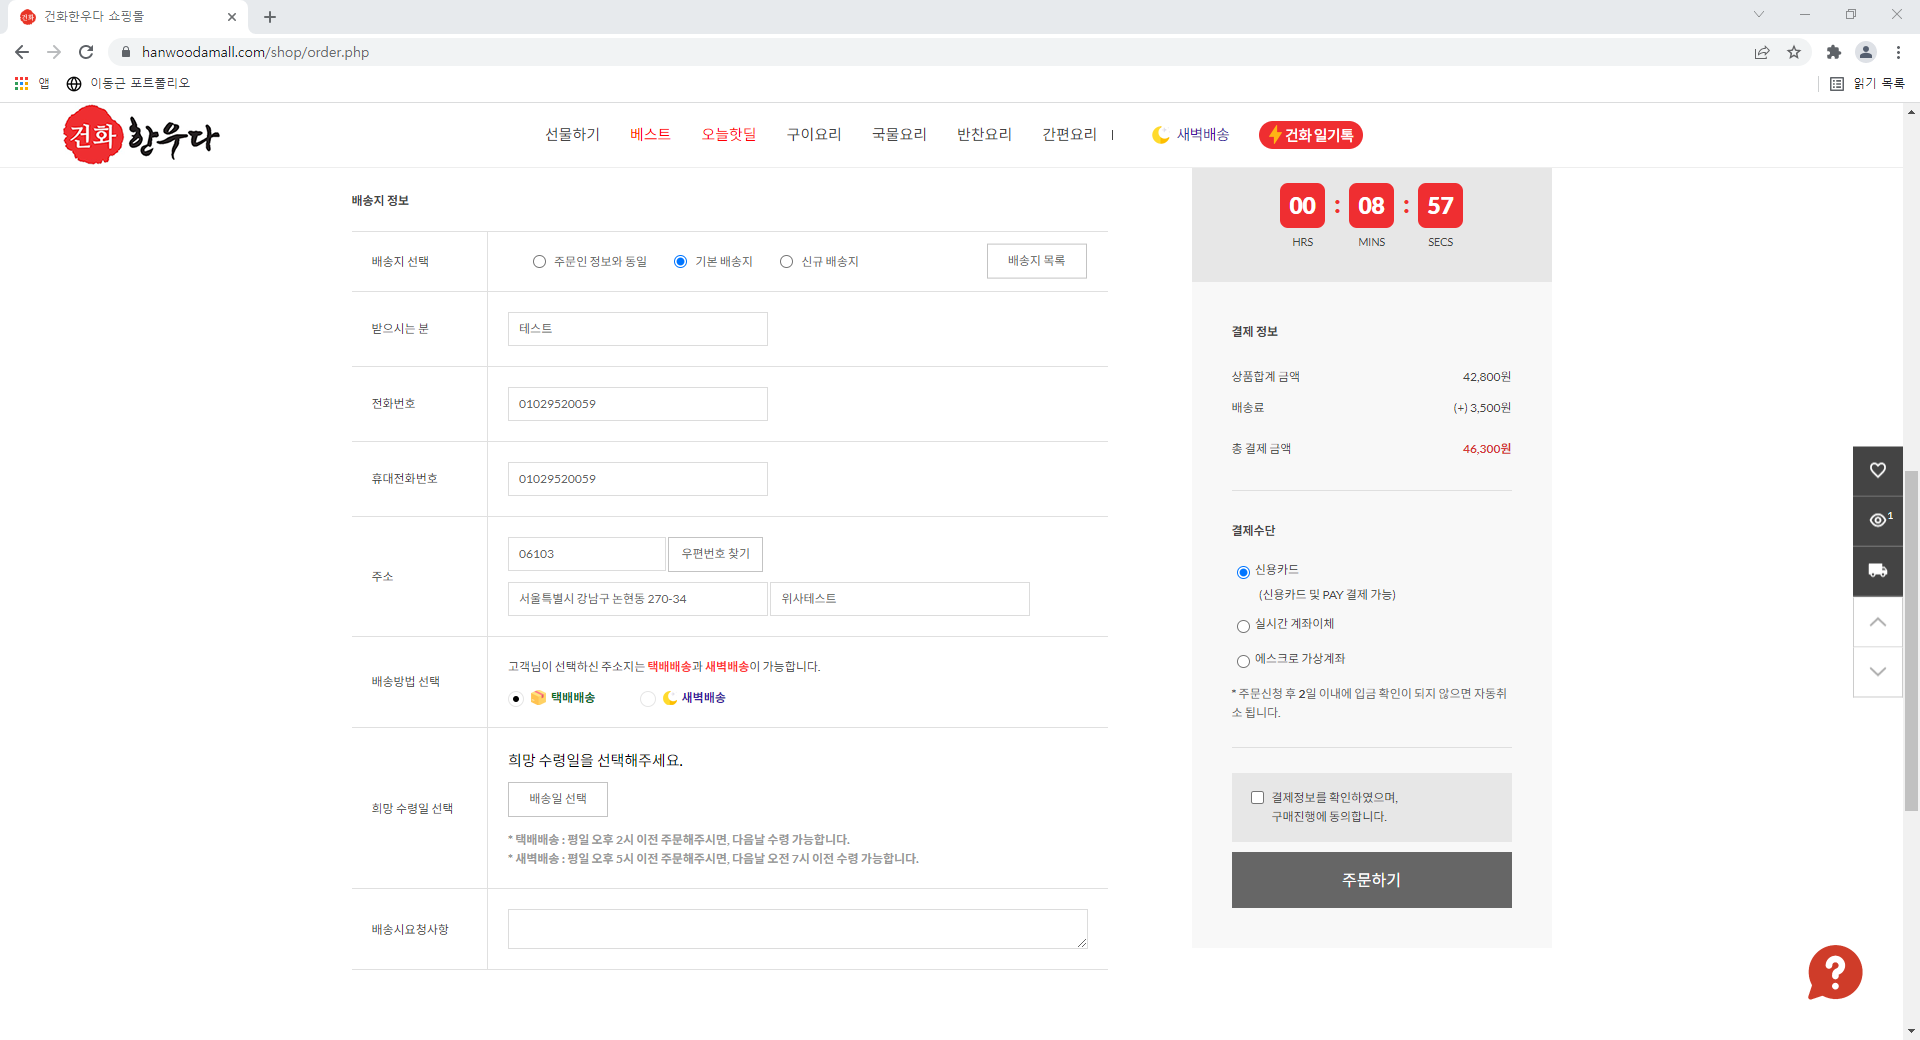 건화한우다 쇼핑몰
hanwoodamall.com/shop/order.php
앱
이동근 포트폴리오
읽기 목록
건화 한우다
선물하기
베스트
오늘핫딜
구이요리
국물요리
반찬요리
간편요리
새벽배송
건화 일기톡
배송지 정보
배송지 선택
주문인 정보와 동일
기본 배송지
신규 배송지
배송지 목록
받으시는 분
테스트
전화번호
01029520059
휴대전화번호
01029520059
주소
06103
우편번호 찾기
서울특별시 강남구 논현동 270-34
위사테스트
배송방법 선택
고객님이 선택하신 주소지는 택배배송과 새벽배송이 가능합니다.
택배배송
새벽배송
희망 수령일 선택
희망 수령일을 선택해주세요.
배송일 선택
* 택배배송 : 평일 오후 2시 이전 주문해주시면, 다음날 수령 가능합니다.
* 새벽배송 : 평일 오후 5시 이전 주문해주시면, 다음날 오전 7시 이전 수령 가능합니다.
배송시요청사항
00 : 08 : 57
HRS MINS SECS
결제 정보
상품합계 금액 42,800원
배송료 (+) 3,500원
총 결제 금액 46,300원
결제수단
신용카드
(신용카드 및 PAY 결제 가능)
실시간 계좌이체
에스크로 가상계좌
* 주문신청 후 2일 이내에 입금 확인이 되지 않으면 자동취
소 됩니다.
결제정보를 확인하였으며,
구매진행에 동의합니다.
주문하기
1
?